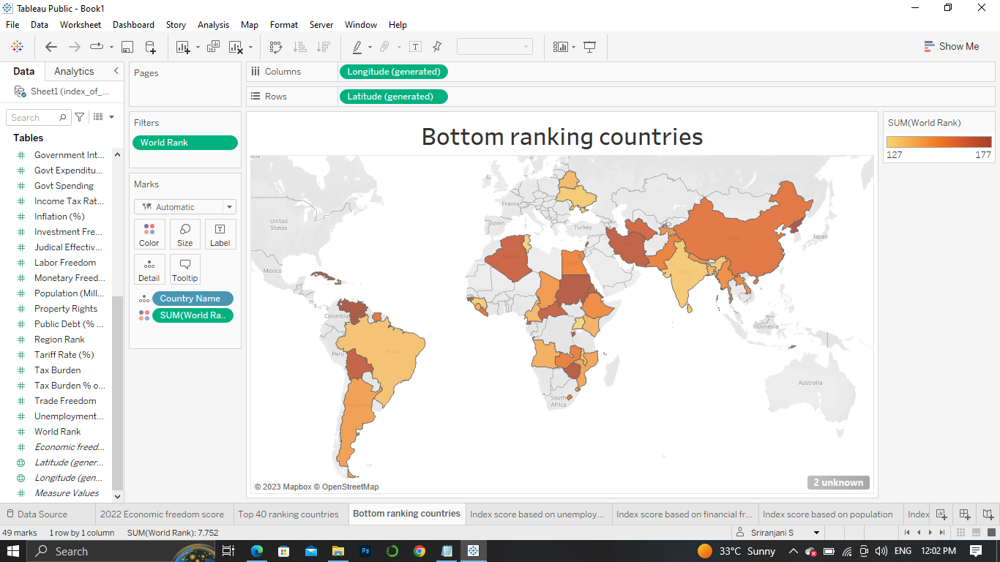 Tableau Public - Book1
File Data Worksheet Dashboard Story Analysis Map Format Server Window Help
Show Me
Data Analytics
Sheet1 (index_of_...
Search
Tables
Government Int...
Govt Expenditu...
Govt Spending
Income Tax Rat...
Inflation (%)
Investment Fre...
Judical Effectiv...
Labor Freedom
Monetary Freed...
Population (Mill...
Property Rights
Public Debt (% ...
Region Rank
Tariff Rate (%)
Tax Burden
Tax Burden % o...
Trade Freedom
Unemployment...
World Rank
Economic freed...
Latitude (gener...
Longitude (gen...
Measure Values
Pages
Filters
World Rank
Marks
Automatic
Color Size Label
Detail Tooltip
Country Name
SUM(World Ra..
Columns Longitude (generated)
Rows Latitude (generated)
Bottom ranking countries
United
States
Mexico
Colombia
Peru
Brazil
Argentina
France
Spain
Turkey
Algeria
Egypt
Iran
India
China
Japan
Indonesia
Australia
South
Africa
© 2023 Mapbox © OpenStreetMap
2 unknown
SUM(World Rank)
127 177
Data Source 2022 Economic freedom score Top 40 ranking countries Bottom ranking countries Index score based on unemploy... Index score based on financial fr... Index score based on population Index
49 marks 1 row by 1 column SUM(World Rank): 7,752 Sriranjani S
Search Ps 33°C Sunny ENG 12:02 PM